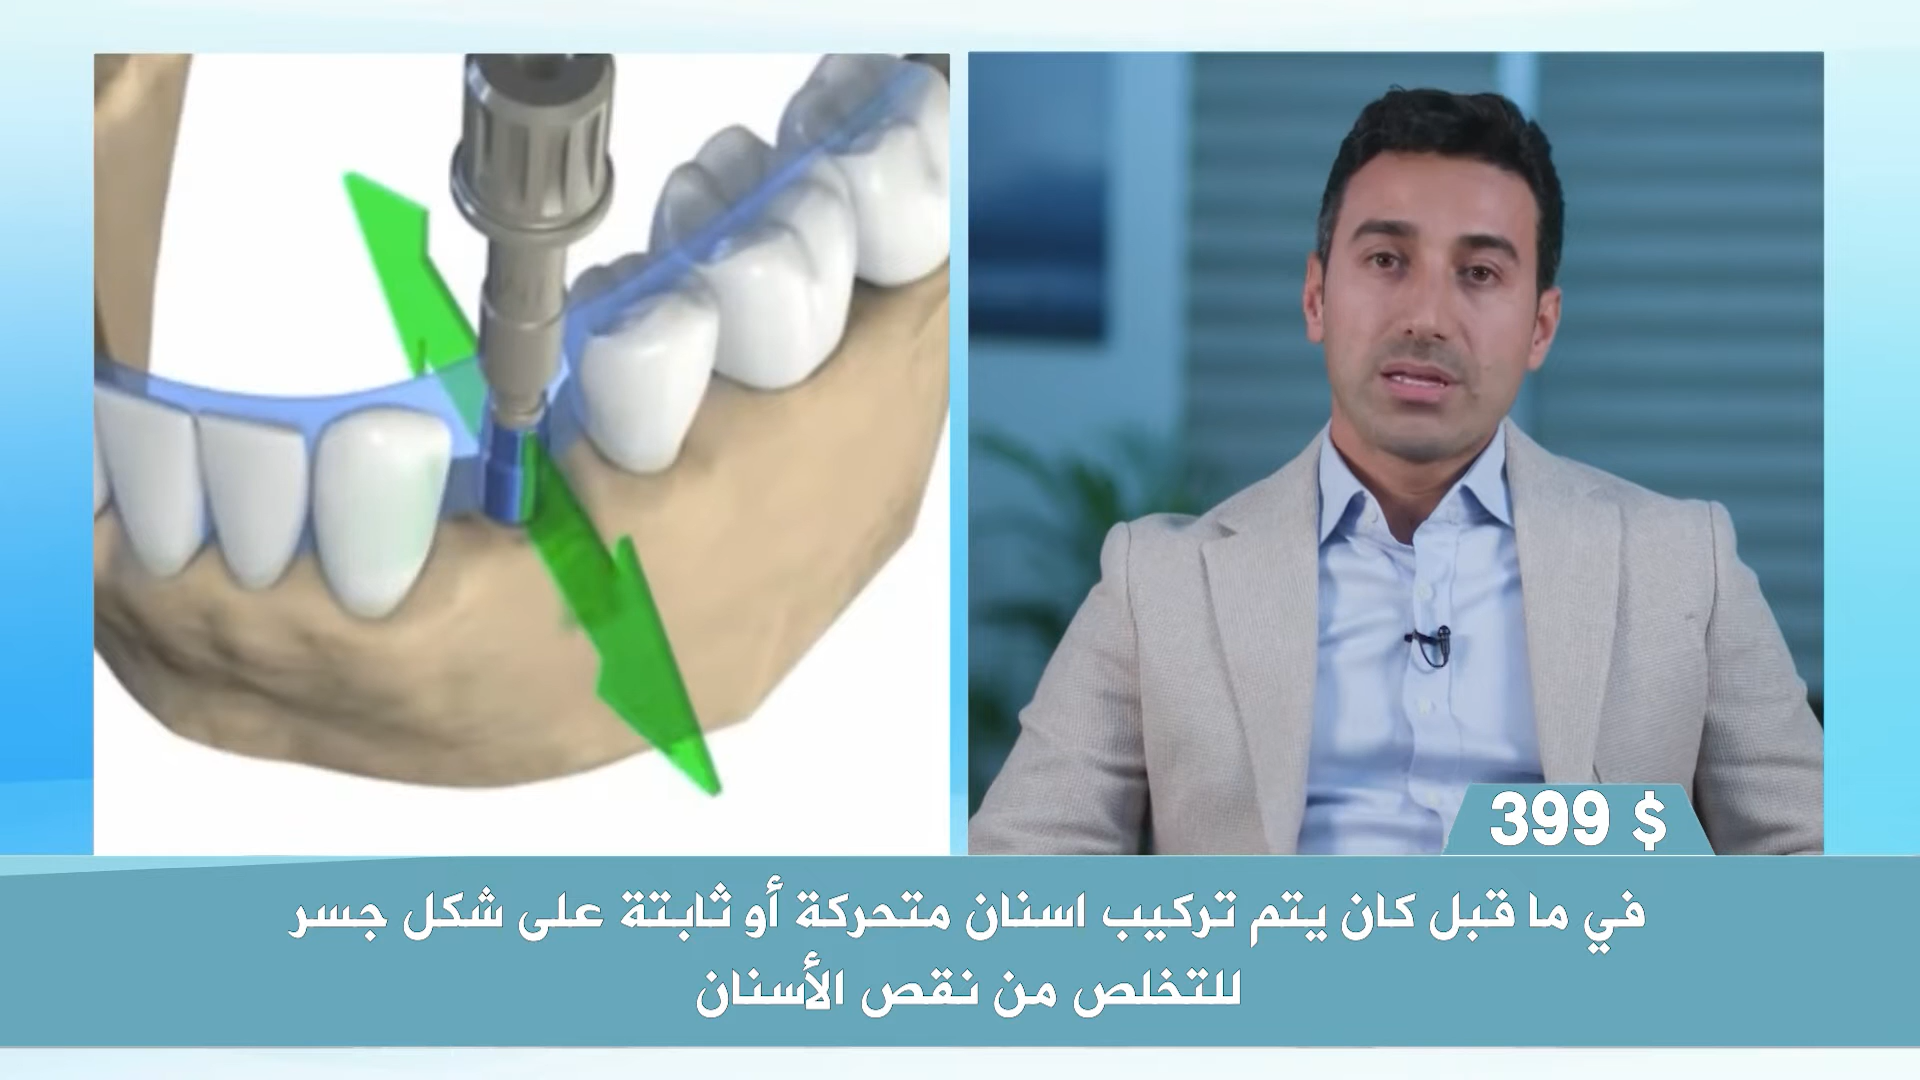 399 $
في ما قبل كان يتم تركيب اسنان متحركة أو ثابتة على شكل جسر
للتخلص من نقص الأسنان